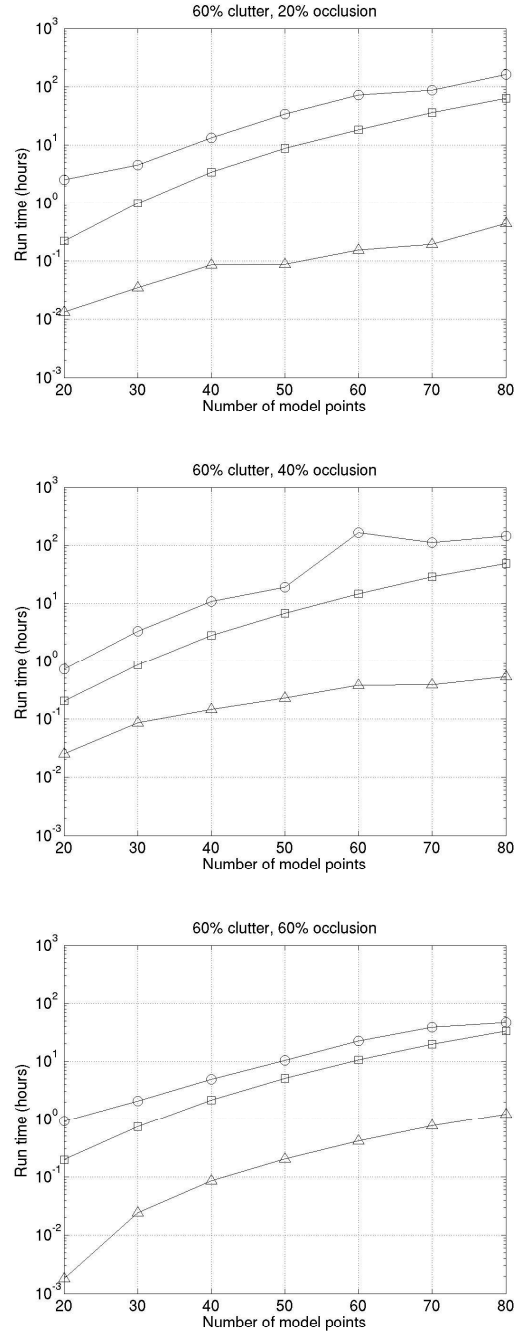 60% clutter, 20% occlusion
10^3
10^2
10^1
10^0
10^-1
10^-2
10^-3
Run time (hours)
20 30 40 50 60 70 80
Number of model points
60% clutter, 40% occlusion
10^3
10^2
10^1
10^0
10^-1
10^-2
10^-3
Run time (hours)
20 30 40 50 60 70 80
Number of model points
60% clutter, 60% occlusion
10^3
10^2
10^1
10^0
10^-1
10^-2
10^-3
Run time (hours)
20 30 40 50 60 70 80
Number of model points